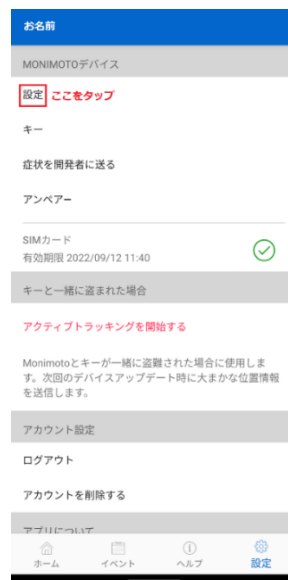 お名前
MONIMOTOデバイス
設定 ここをタップ
キー
症状を開発者に送る
アンペアー
SIMカード
有効期限 2022/09/12 11:40
キーと一緒に盗まれた場合
アクティブトラッキングを開始する
Monimotoとキーが一緒に盗難された場合に使用しま
す。次回のデバイスアップデート時に大まかな位置情報
を送信します。
アカウント設定
ログアウト
アカウントを削除する
アプリについて
ホーム イベント ヘルプ 設定